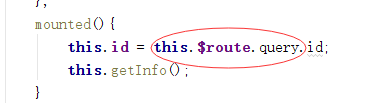 },
mounted(){
this.id = this.$route.query.id;
this.getInfo();
}